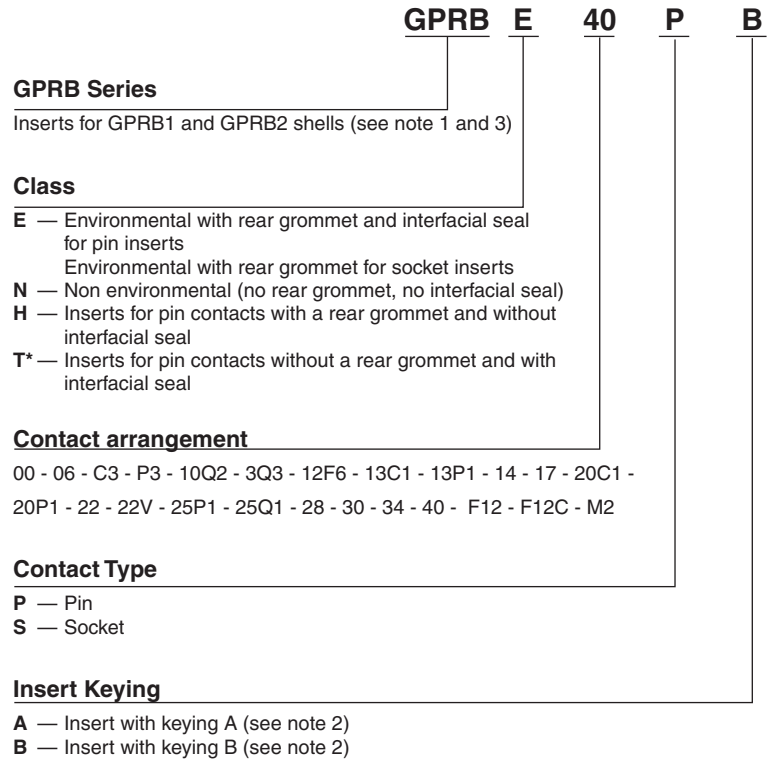 GPRB E 40 P B
GPRB Series
Inserts for GPRB1 and GPRB2 shells (see note 1 and 3)
Class
E — Environmental with rear grommet and interfacial seal
for pin inserts
Environmental with rear grommet for socket inserts
N — Non environmental (no rear grommet, no interfacial seal)
H — Inserts for pin contacts with a rear grommet and without
interfacial seal
T* — Inserts for pin contacts without a rear grommet and with
interfacial seal
Contact arrangement
00 - 06 - C3 - P3 - 10Q2 - 3Q3 - 12F6 - 13C1 - 13P1 - 14 - 17 - 20C1 -
20P1 - 22 - 22V - 25P1 - 25Q1 - 28 - 30 - 34 - 40 - F12 - F12C - M2
Contact Type
P — Pin
S — Socket
Insert Keying
A — Insert with keying A (see note 2)
B — Insert with keying B (see note 2)